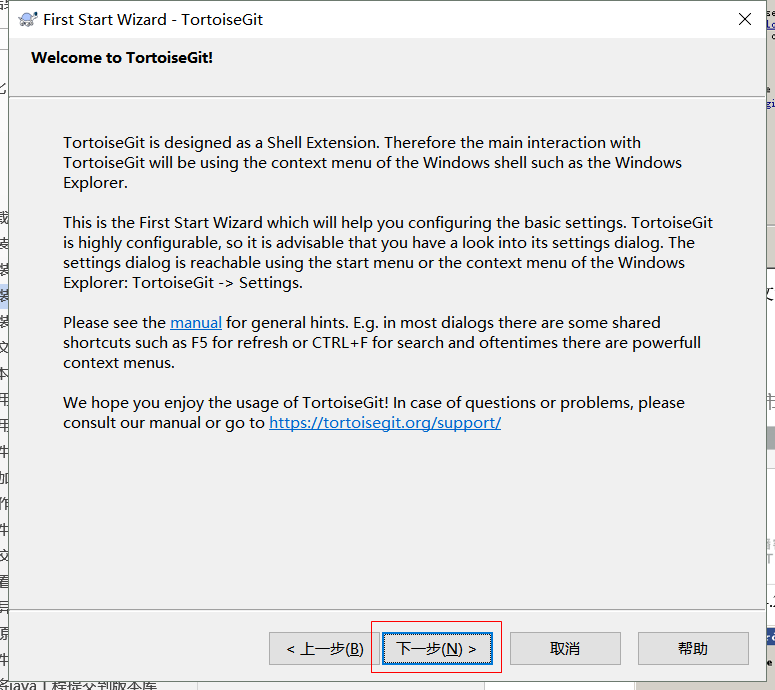 First Start Wizard - TortoiseGit
Welcome to TortoiseGit!
TortoiseGit is designed as a Shell Extension. Therefore the main interaction with
TortoiseGit will be using the context menu of the Windows shell such as the Windows
Explorer.
This is the First Start Wizard which will help you configuring the basic settings. TortoiseGit
is highly configurable, so it is advisable that you have a look into its settings dialog. The
settings dialog is reachable using the start menu or the context menu of the Windows
Explorer: TortoiseGit -> Settings.
Please see the manual for general hints. E.g. in most dialogs there are some shared
shortcuts such as F5 for refresh or CTRL+F for search and oftentimes there are powerfull
context menus.
We hope you enjoy the usage of TortoiseGit! In case of questions or problems, please
consult our manual or go to https://tortoisegit.org/support/
< 上一步(B)
下一步(N) >
取消
帮助